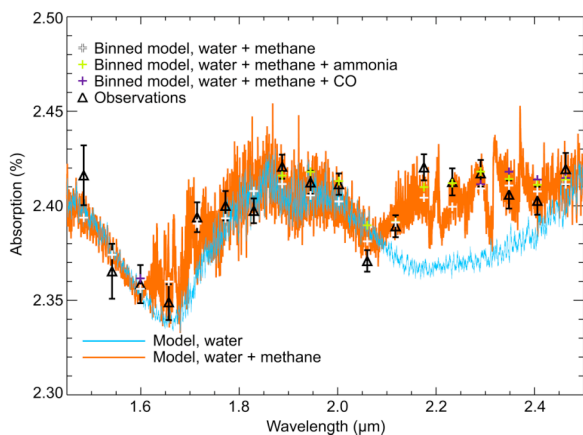 2.50
2.45
2.40
2.35
2.30
Absorption (%)
Binned model, water + methane
Binned model, water + methane + ammonia
Binned model, water + methane + CO
Observations
Model, water
Model, water + methane
1.6 1.8 2.0 2.2 2.4
Wavelength (μm)